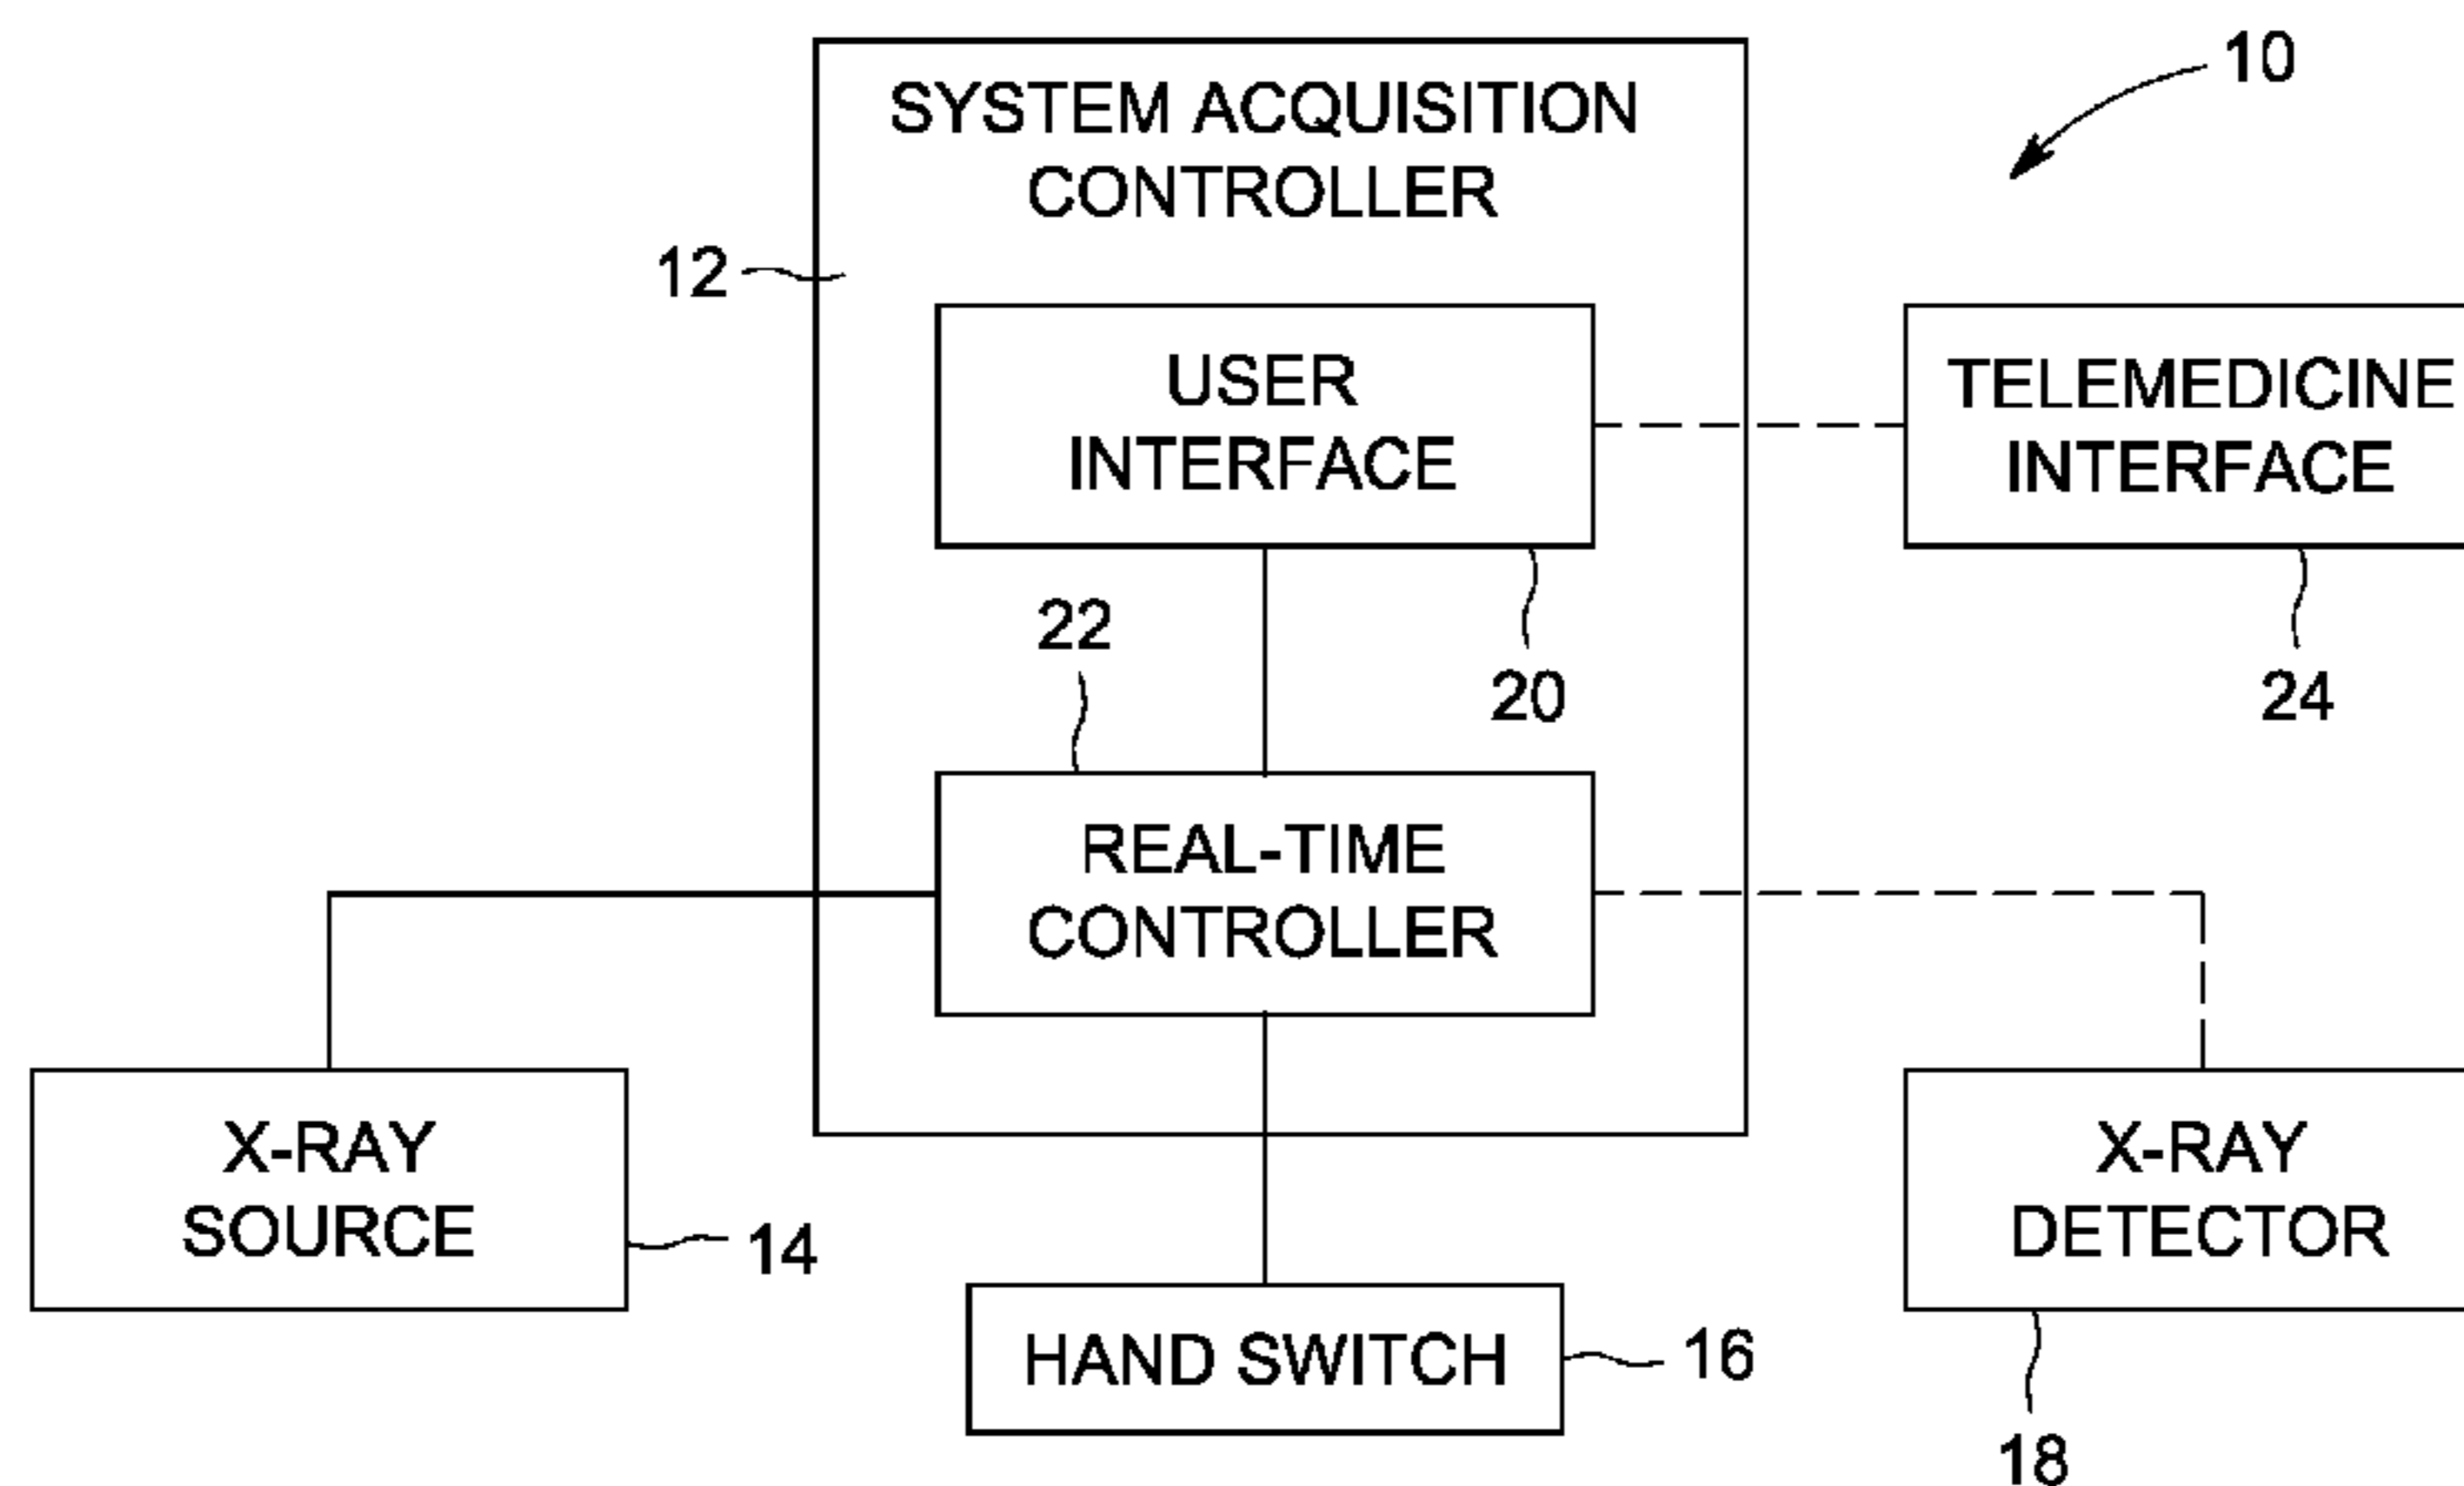 10
SYSTEM ACQUISITION
CONTROLLER
12
USER
INTERFACE
TELEMEDICINE
INTERFACE
22
20
24
REAL-TIME
CONTROLLER
X-RAY
SOURCE
14
X-RAY
DETECTOR
HAND SWITCH
16
18